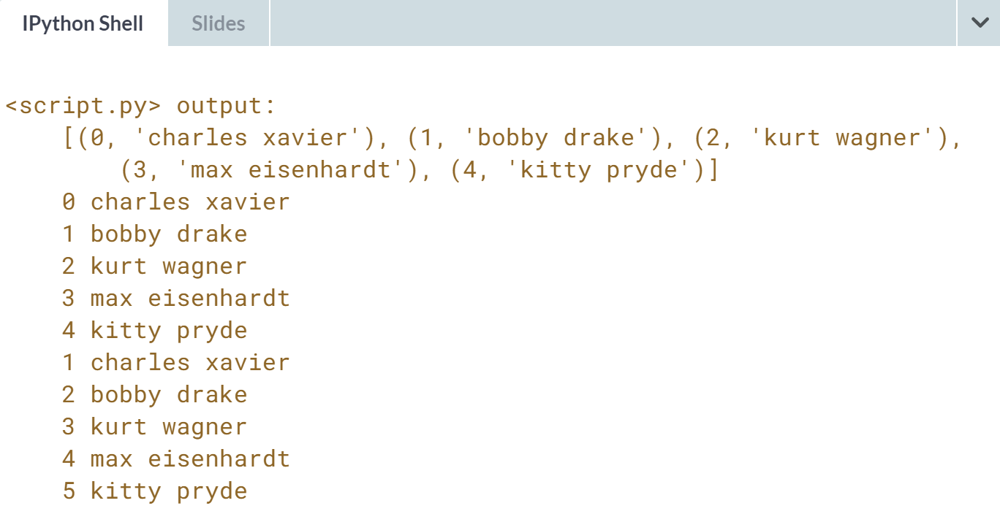 IPython Shell
Slides
<script.py> output:
[(0, 'charles xavier'), (1, 'bobby drake'), (2, 'kurt wagner'),
(3, 'max eisenhardt'), (4, 'kitty pryde')]
0 charles xavier
1 bobby drake
2 kurt wagner
3 max eisenhardt
4 kitty pryde
1 charles xavier
2 bobby drake
3 kurt wagner
4 max eisenhardt
5 kitty pryde